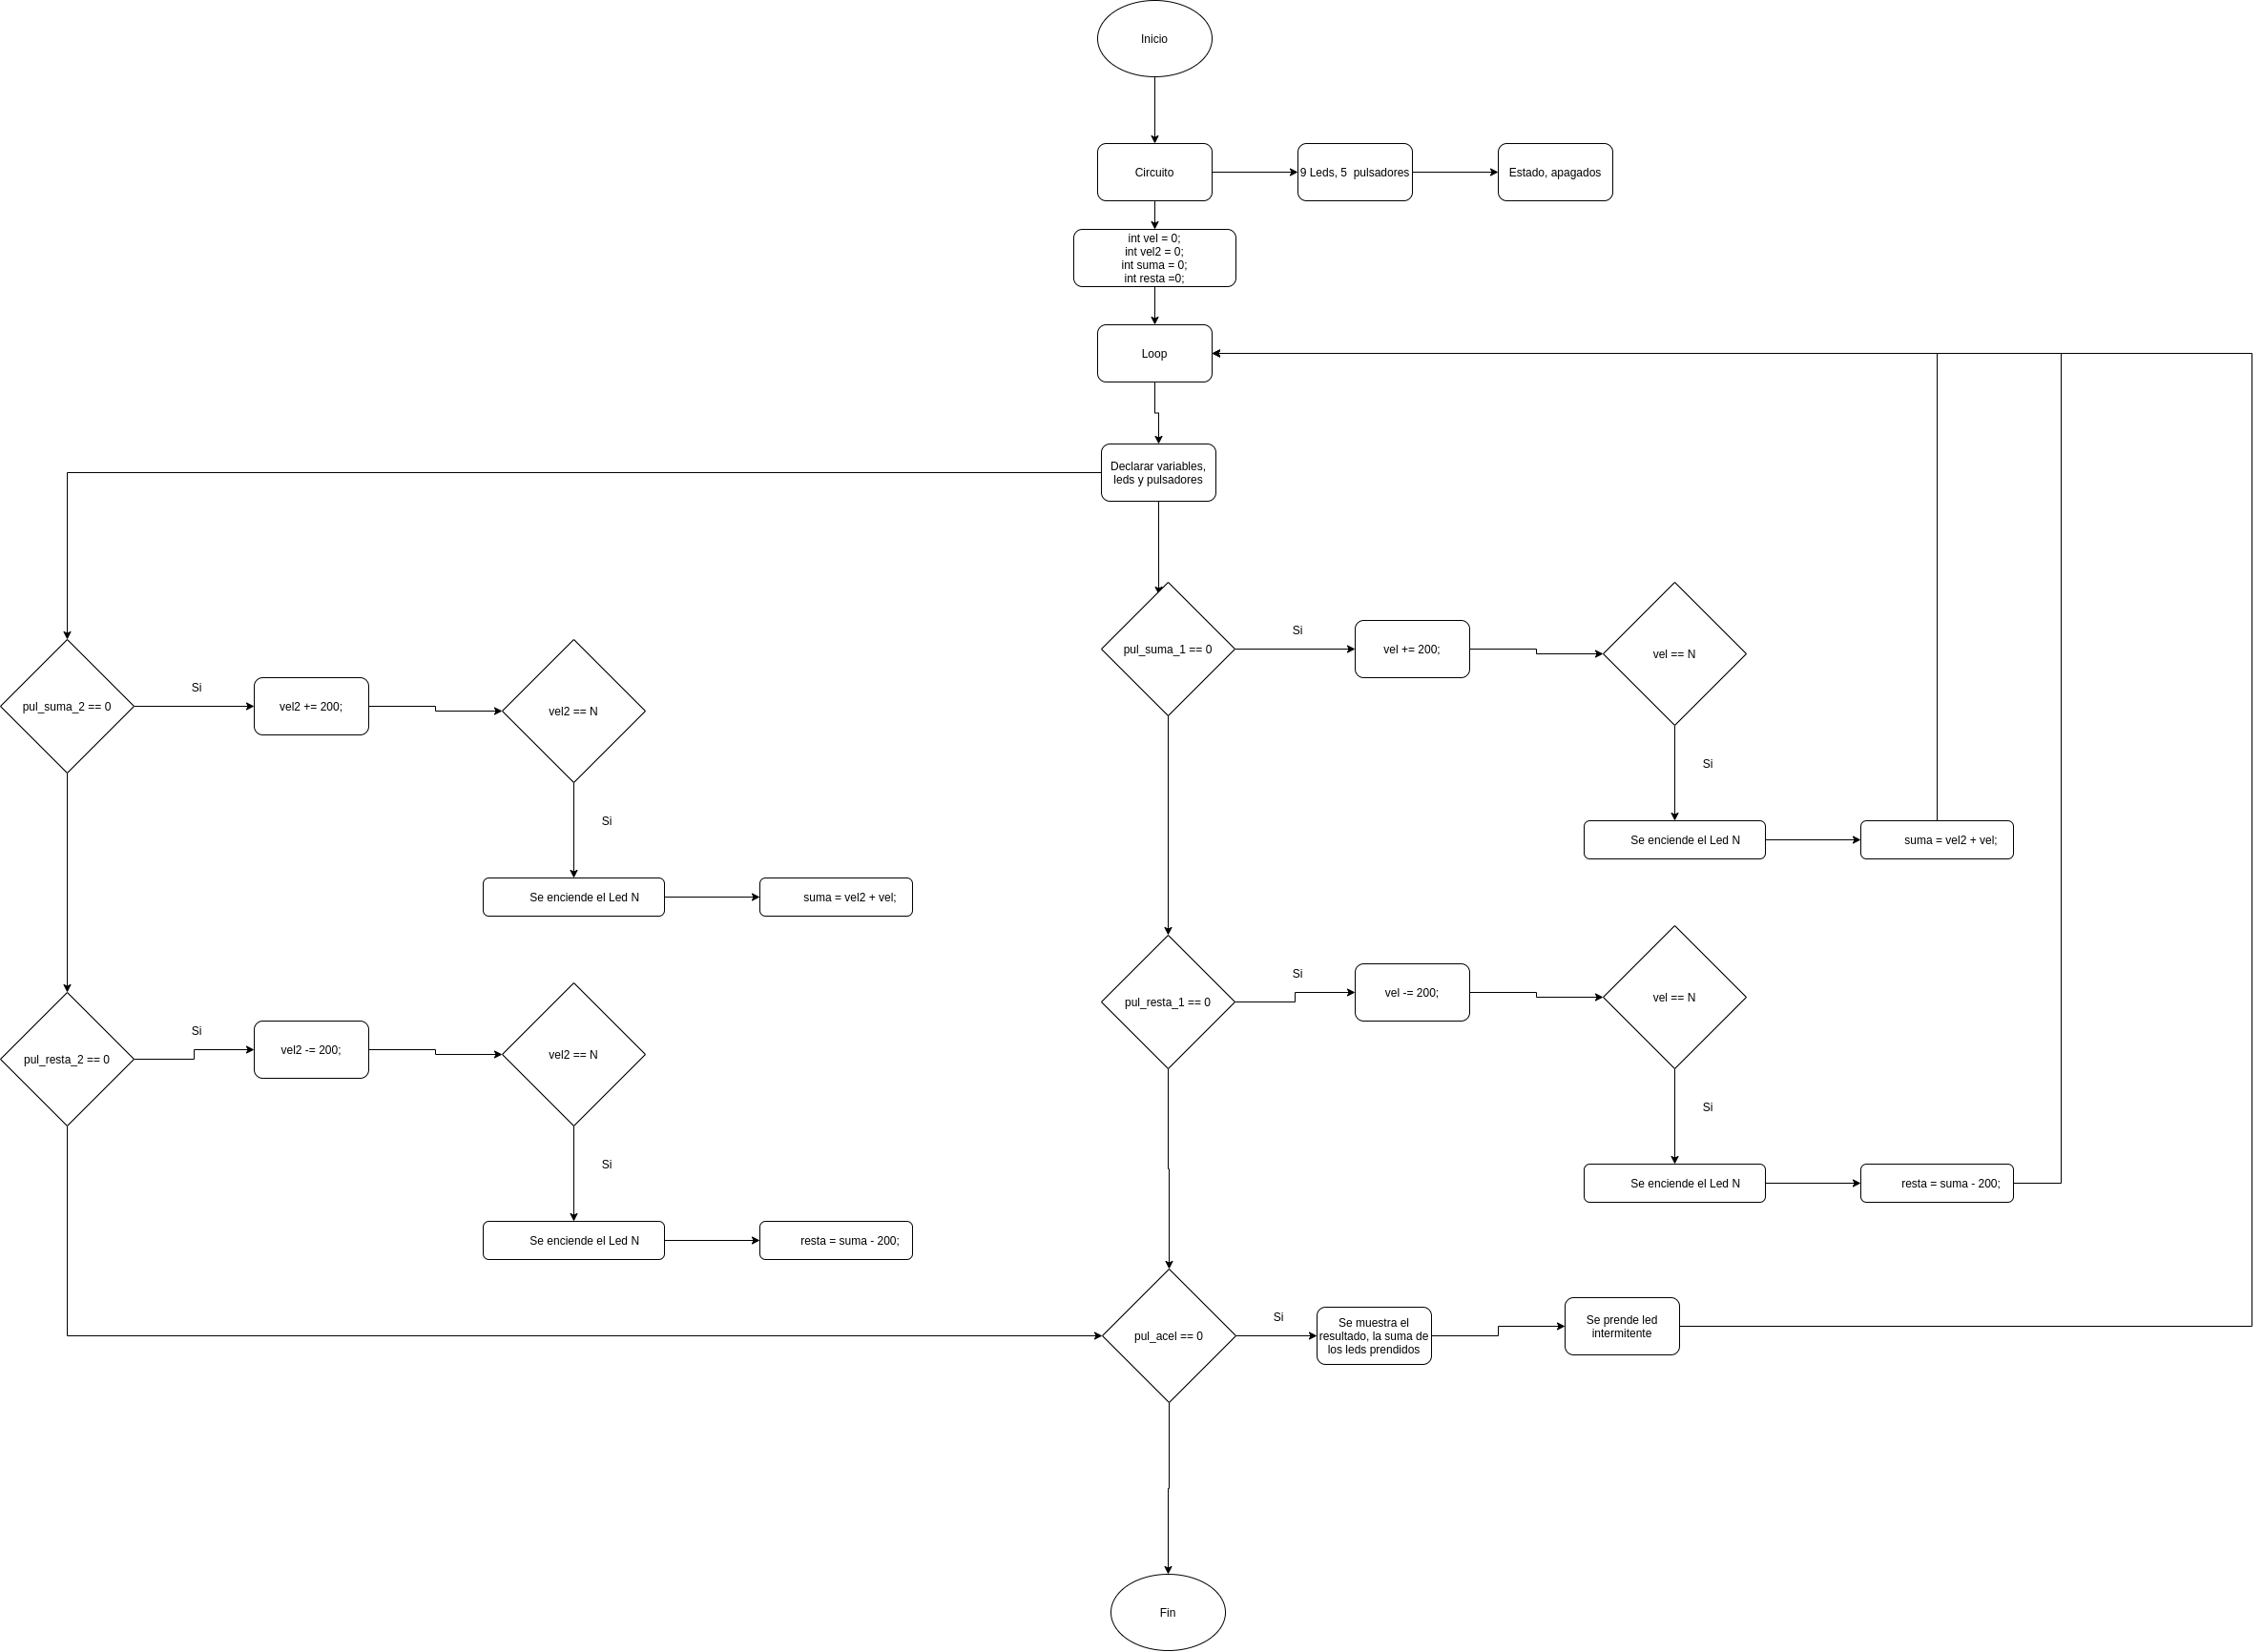 Inicio
Circuito
9 Leds, 5 pulsadores
Estado, apagados
int vel = 0;
int vel2 = 0;
int suma = 0;
int resta =0;
Loop
Declarar variables,
leds y pulsadores
pul_suma_1 == 0
Si
vel += 200;
vel == N
Si
Se enciende el Led N
suma = vel2 + vel;
pul_suma_2 == 0
Si
vel2 += 200;
vel2 == N
Si
Se enciende el Led N
suma = vel2 + vel;
pul_resta_1 == 0
Si
vel -= 200;
vel == N
Si
Se enciende el Led N
resta = suma - 200;
pul_resta_2 == 0
Si
vel2 -= 200;
vel2 == N
Si
Se enciende el Led N
resta = suma - 200;
pul_acel == 0
Si
Se muestra el
resultado, la suma de
los leds prendidos
Se prende led
intermitente
Fin